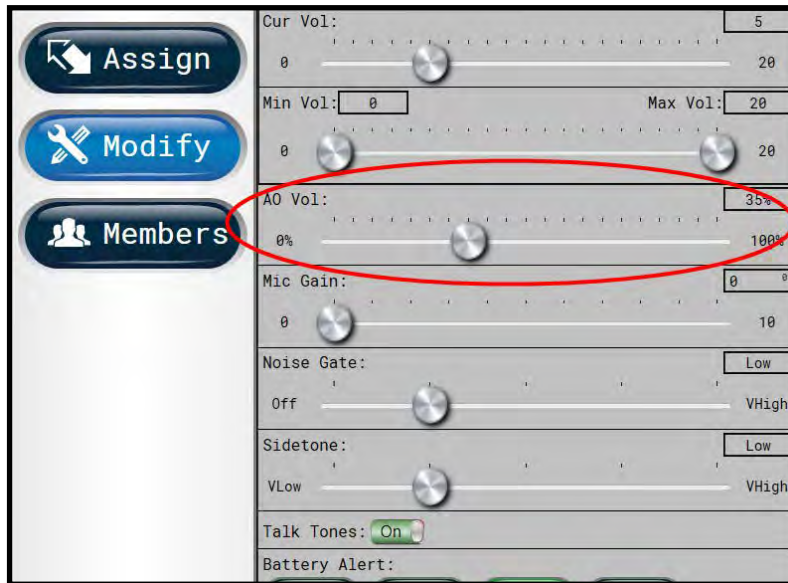 Assign
Modify
Members
Cur Vol: 5
0 20
Min Vol: 0 Max Vol: 20
0 20
AO Vol: 35%
0% 100%
Mic Gain: 0 0
0 10
Noise Gate: Low
Off VHigh
Sidetone: Low
VLow VHigh
Talk Tones: On
Battery Alert: